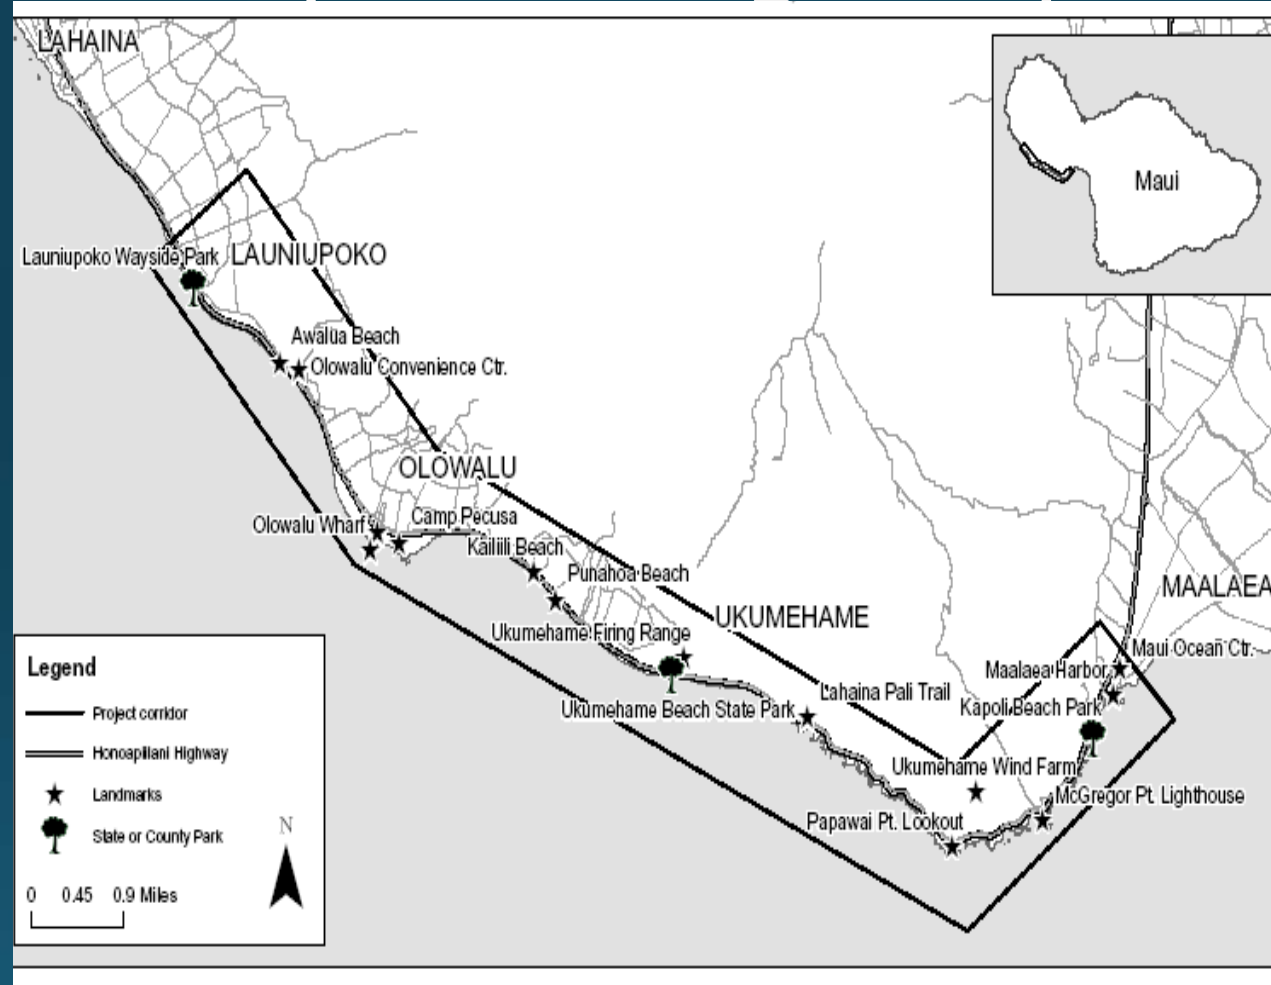 LAHAINA
Maui
Launiupoko Wayside Park
LAUNIUPOKO
Awalua Beach
Olowalu Convenience Ctr.
OLOWALU
Olowalu Wharf
Camp Pecusa
Kailiili Beach
Punahoa Beach
MAALAEA
UKUMEHAME
Ukumehame Firing Range
Maui Ocean Ctr.
Maalaea Harbor
Lahaina Pali Trail
Kapoli Beach Park
Ukumehame Beach State Park
Ukumehame Wind Farm
McGregor Pt. Lighthouse
Papawai Pt. Lookout
Legend
Project corridor
Honoapiilani Highway
Landmarks
State or County Park
N
0 0.45 0.9 Miles